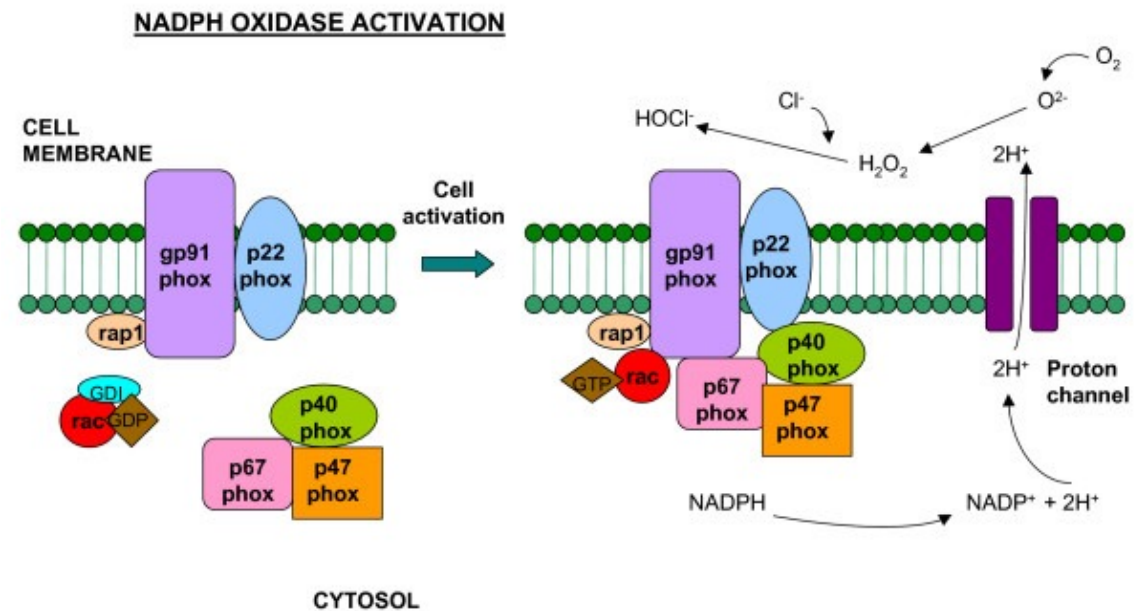 NADPH OXIDASE ACTIVATION
CELL
MEMBRANE
gp91
phox
p22
phox
rap1
GDI
rac
GDP
p40
phox
p67
phox
p47
phox
Cell
activation
O₂
O²⁻
Cl⁻
HOCl⁻
H₂O₂
2H⁺
gp91
phox
p22
phox
rap1
GTP
rac
p40
phox
p67
phox
p47
phox
2H⁺
Proton
channel
NADPH
NADP⁺ + 2H⁺
CYTOSOL